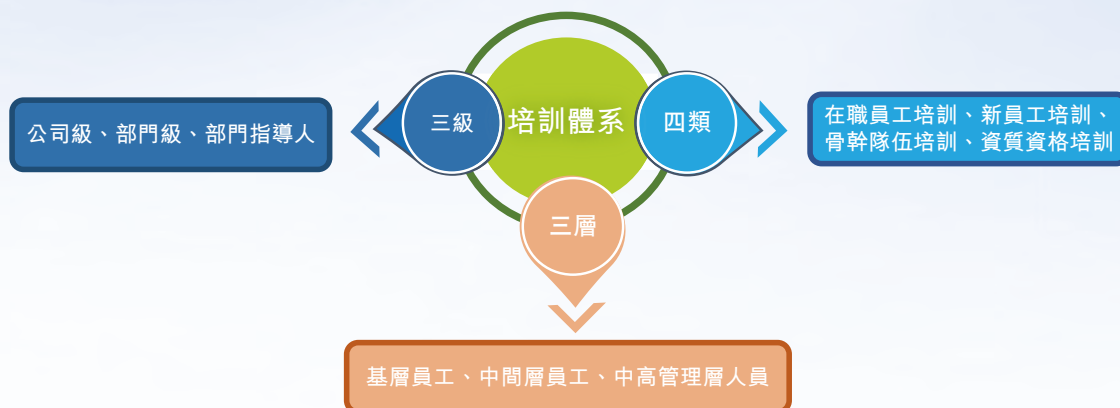 培訓體系
三級
四類
三層
公司級、部門級、部門指導人
在職員工培訓、新員工培訓、
骨幹隊伍培訓、資質資格培訓
基層員工、中間層員工、中高管理層人員